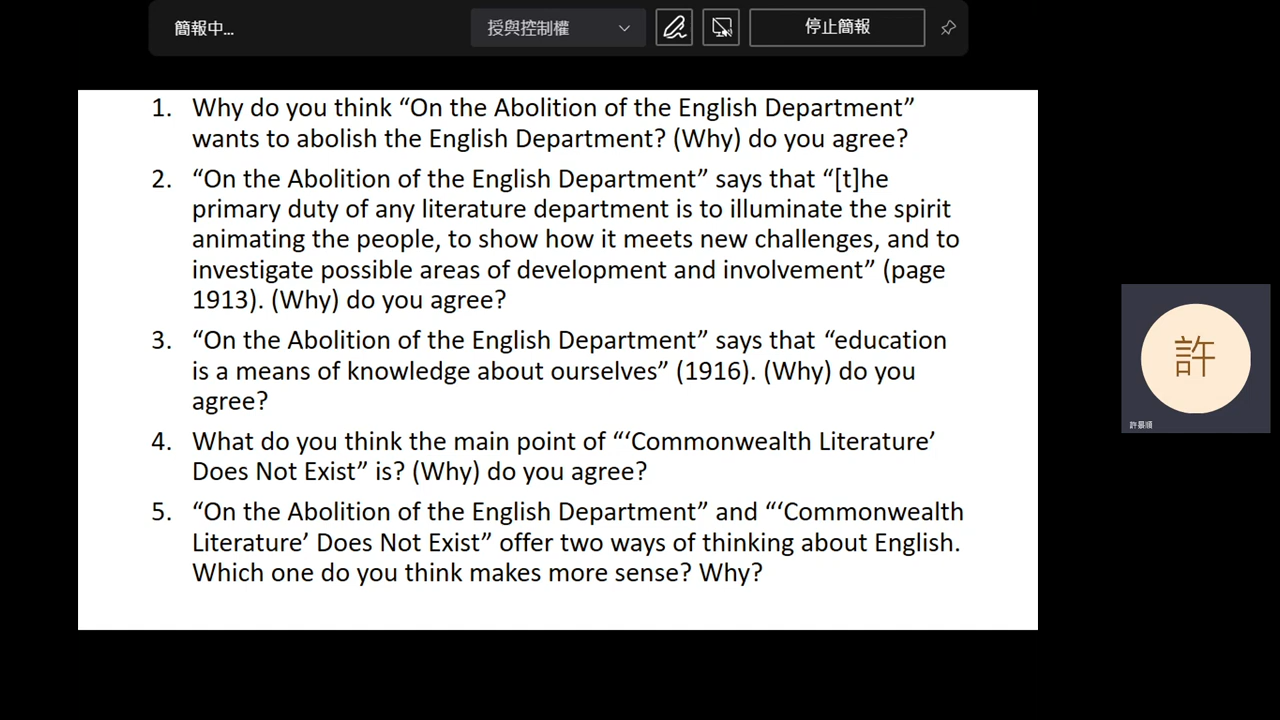 簡報中...
授與控制權
停止簡報
1. Why do you think “On the Abolition of the English Department”
wants to abolish the English Department? (Why) do you agree?
2. “On the Abolition of the English Department” says that “[t]he
primary duty of any literature department is to illuminate the spirit
animating the people, to show how it meets new challenges, and to
investigate possible areas of development and involvement” (page
1913). (Why) do you agree?
3. “On the Abolition of the English Department” says that “education
is a means of knowledge about ourselves” (1916). (Why) do you
agree?
4. What do you think the main point of “‘Commonwealth Literature’
Does Not Exist” is? (Why) do you agree?
5. “On the Abolition of the English Department” and “‘Commonwealth
Literature’ Does Not Exist” offer two ways of thinking about English.
Which one do you think makes more sense? Why?
許